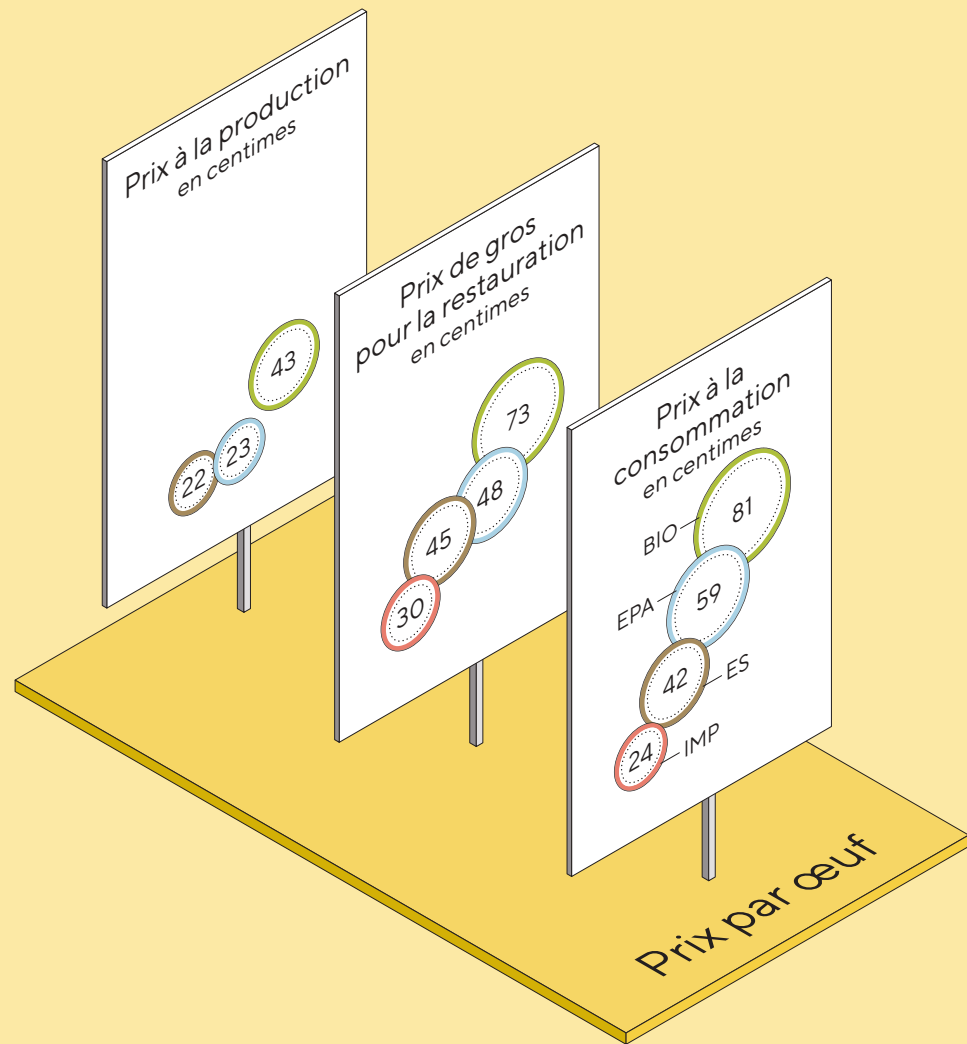 Prix à la production
en centimes
43
23
22
Prix de gros
pour la restauration
en centimes
73
48
45
30
Prix à la
consommation
en centimes
BIO
81
EPA
59
42
ES
24
IMP
Prix par œuf